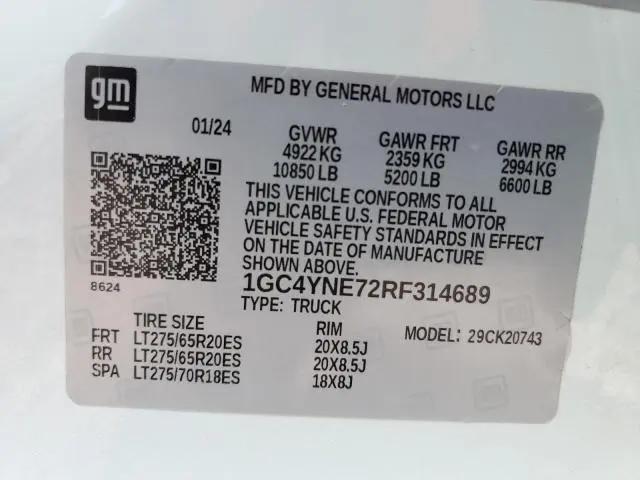 gm
MFD BY GENERAL MOTORS LLC
01/24 GVWR GAWR FRT GAWR RR
4922 KG 2359 KG 2994 KG
10850 LB 5200 LB 6600 LB
THIS VEHICLE CONFORMS TO ALL
APPLICABLE U.S. FEDERAL MOTOR
VEHICLE SAFETY STANDARDS IN EFFECT
ON THE DATE OF MANUFACTURE
SHOWN ABOVE.
8624 1GC4YNE72RF314689
TYPE: TRUCK
TIRE SIZE RIM MODEL: 29CK20743
FRT LT275/65R20ES 20X8.5J
RR LT275/65R20ES 20X8.5J
SPA LT275/70R18ES 18X8J